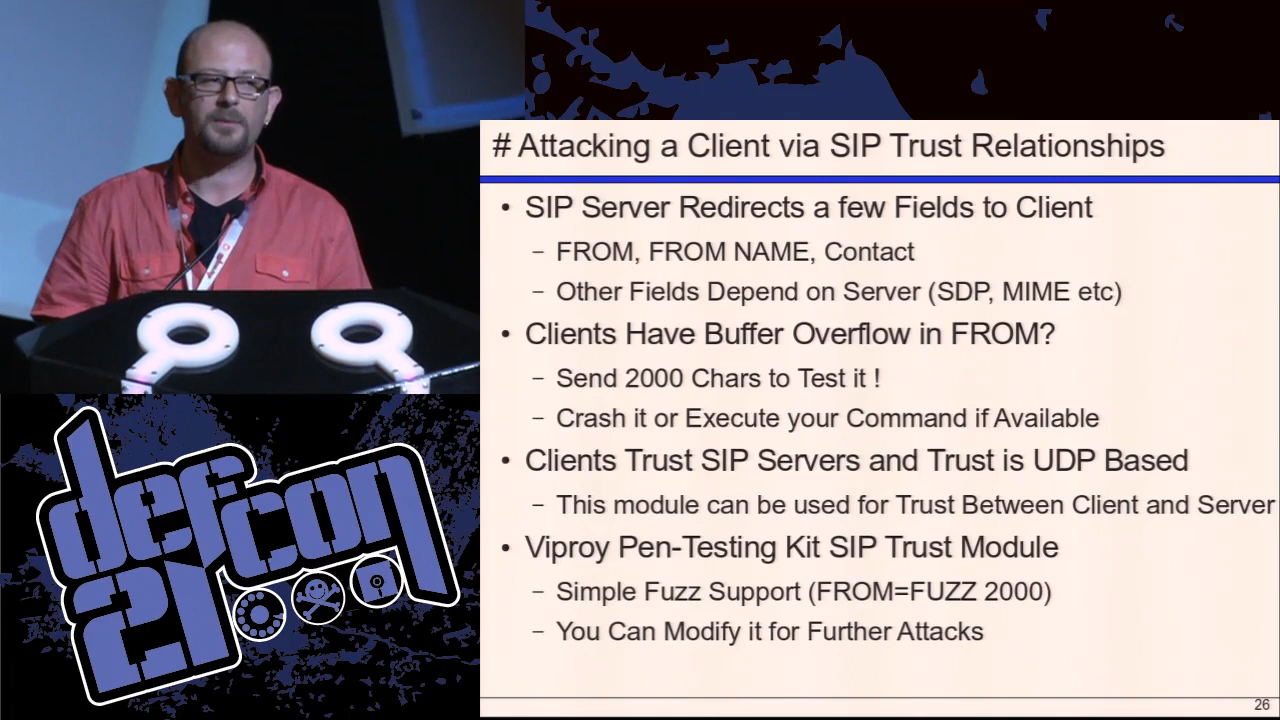 # Attacking a Client via SIP Trust Relationships
• SIP Server Redirects a few Fields to Client
– FROM, FROM NAME, Contact
– Other Fields Depend on Server (SDP, MIME etc)
• Clients Have Buffer Overflow in FROM?
– Send 2000 Chars to Test it !
– Crash it or Execute your Command if Available
• Clients Trust SIP Servers and Trust is UDP Based
– This module can be used for Trust Between Client and Server
• Viproy Pen-Testing Kit SIP Trust Module
– Simple Fuzz Support (FROM=FUZZ 2000)
– You Can Modify it for Further Attacks
26
defcon
21